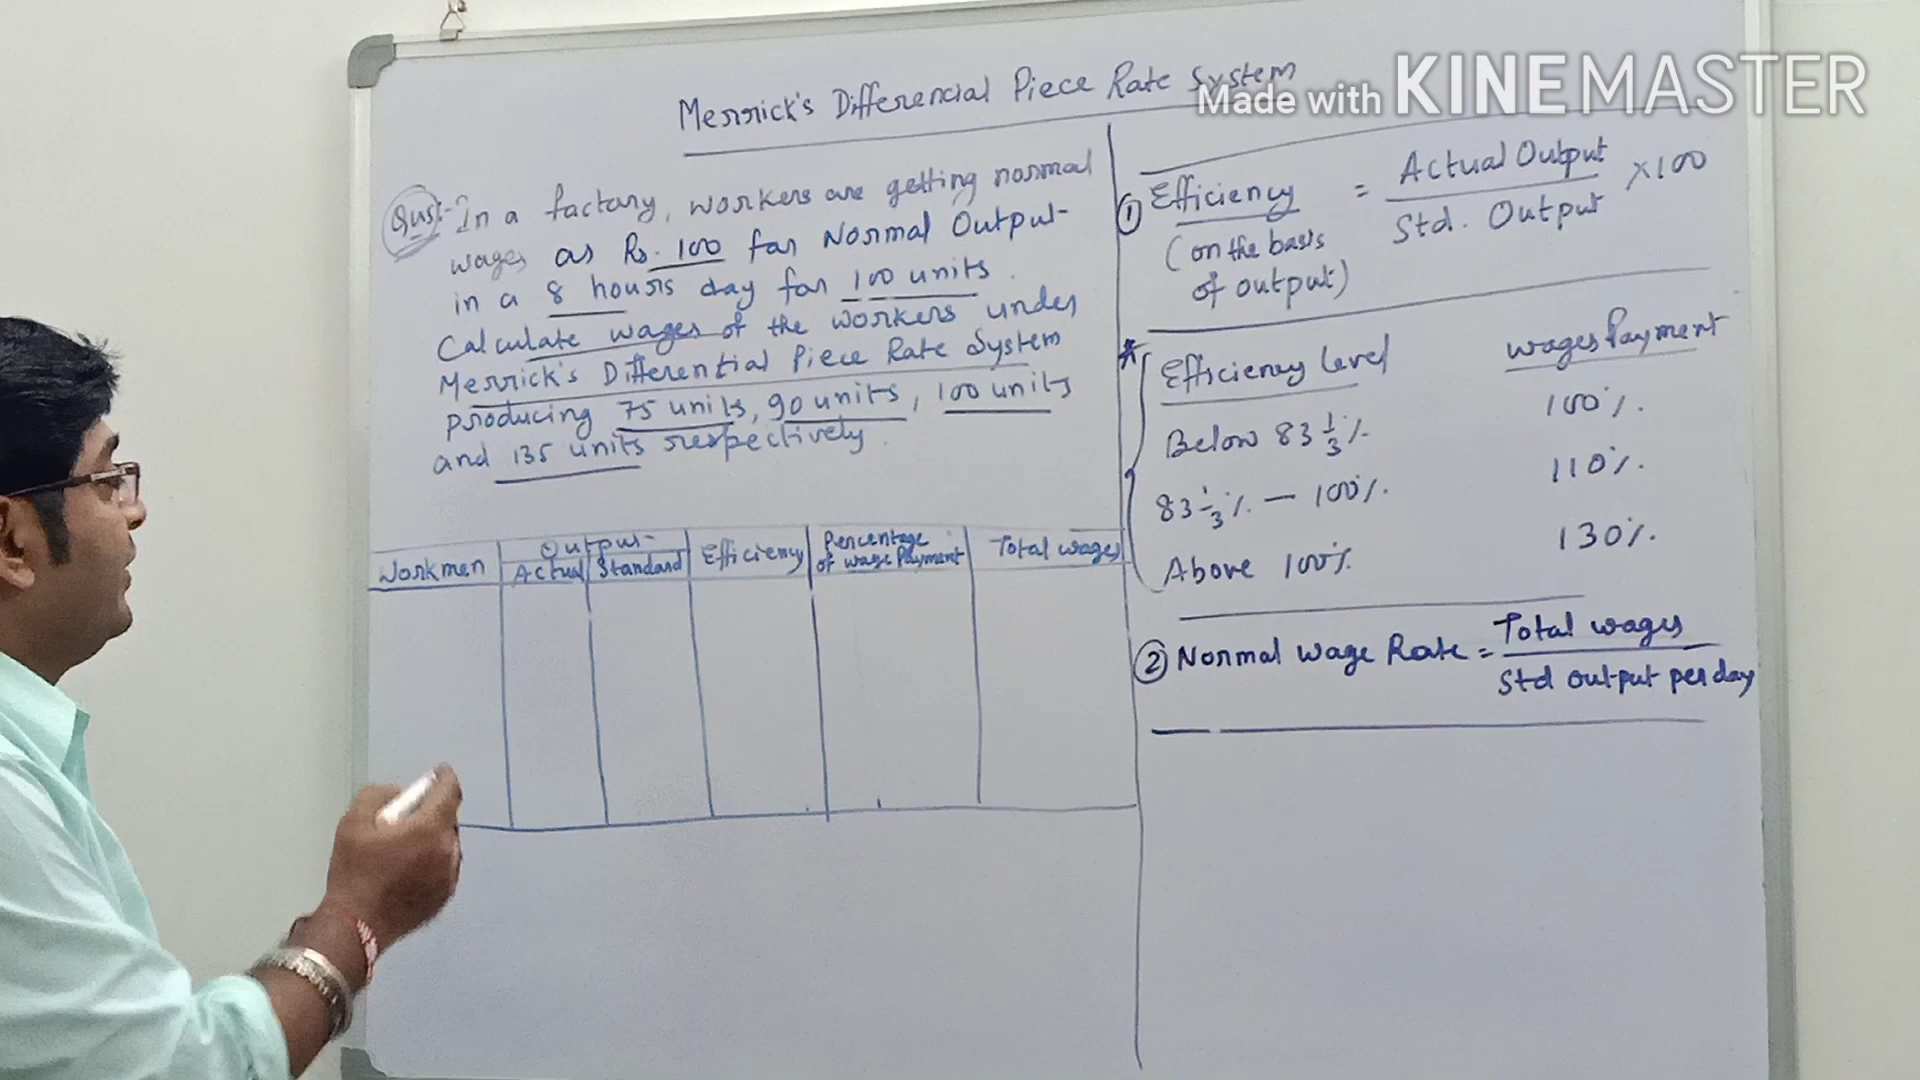 Merrick's Differencial Piece Rate System
Made with KINEMASTER
Qus:- In a factory, workers are getting normal
wages as Rs. 100 for Normal Output
in a 8 hours day for 100 units.
Calculate wages of the workers under
Merrick's Differential Piece Rate System
producing 75 units, 90 units, 100 units
and 135 units respectively.
Workmen
Output
Actual
Standard
Efficiency
Percentage
of wage Payment
Total wages
① Efficiency = Actual Output / Std. Output × 100
(on the basis
of output)
* Efficiency Level wages Payment
Below 83 1/3 % 100%.
83 1/3 % — 100%. 110%.
Above 100% 130%.
② Normal wage Rate = Total wages / Std output per day